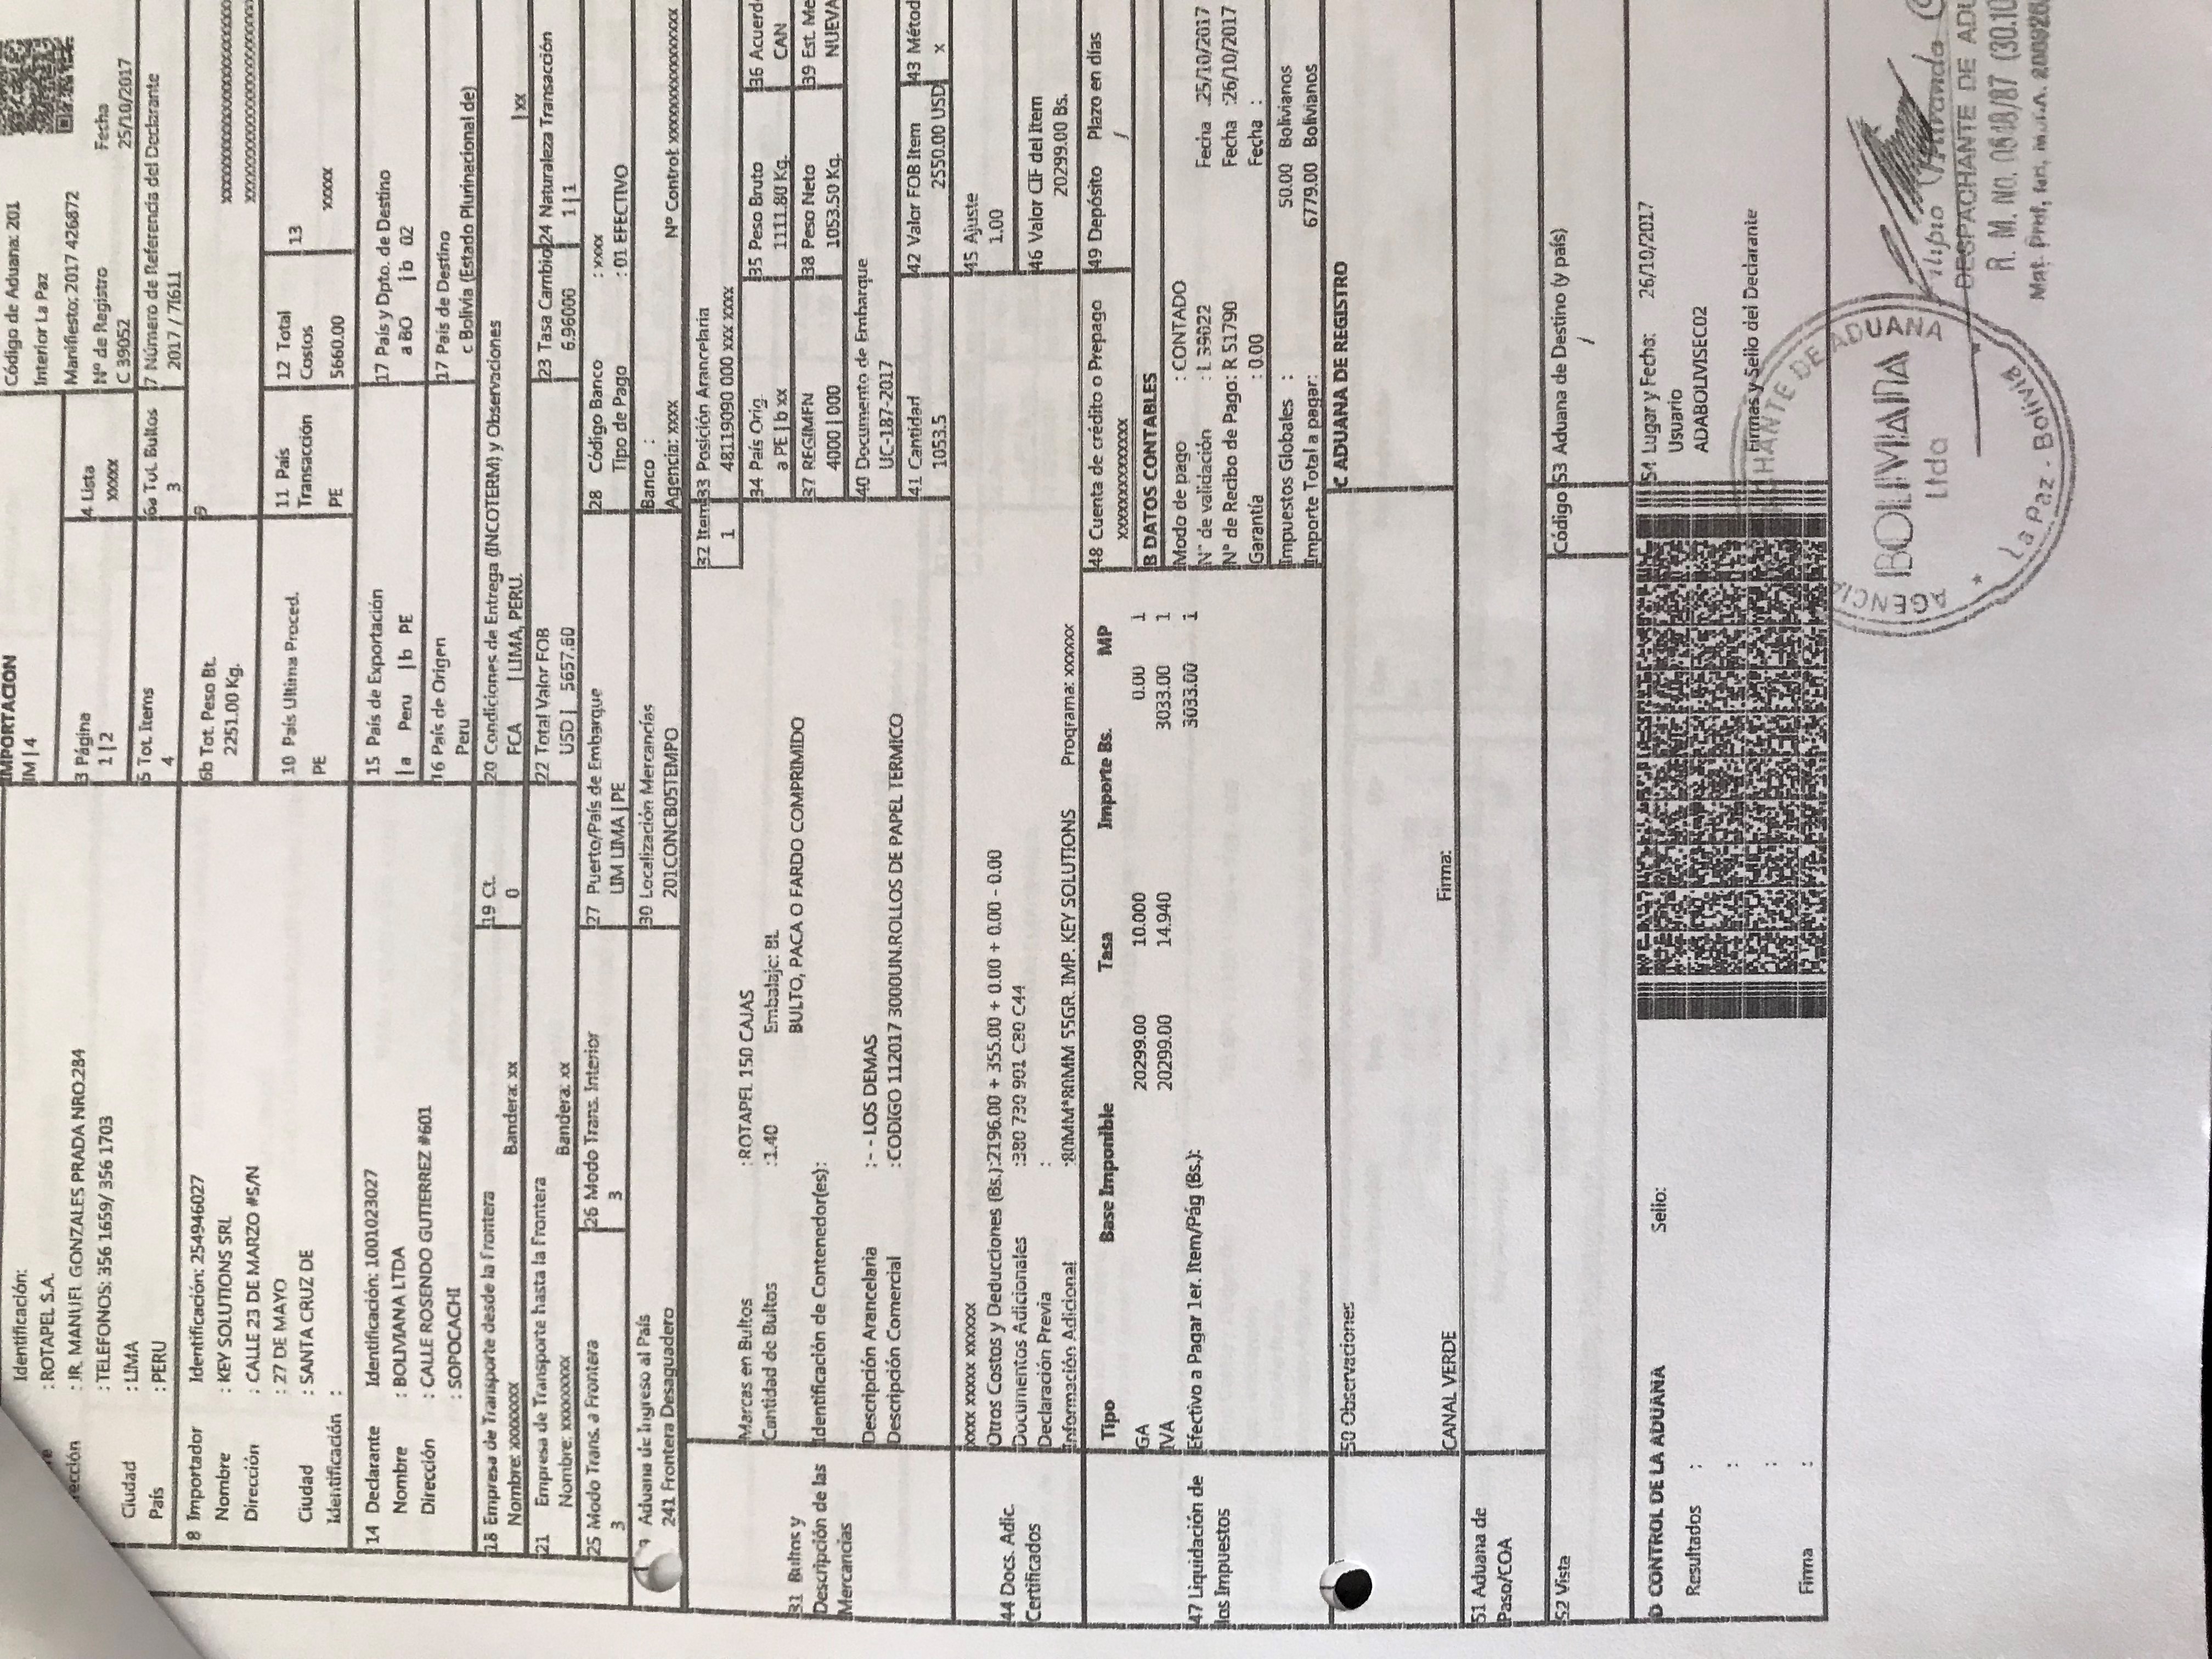 IMPORTACION
IM | 4
Código de Aduana: 201
Interior La Paz
Manifiesto: 2017 426872
Nº de Registro Fecha
C 39052 25/10/2017
Identificación:
: ROTAPEL S.A.
: JR. MANUEL GONZALES PRADA NRO:284
: TELEFONOS: 356 1659/ 356 1703
Ciudad : LIMA
País : PERU
3 Página
1 | 2
4 Lista
xxxxx
5 Tot. Items
4
6a Tot. Bultos
3
7 Número de Referencia del Declarante
2017 / 71611
8 Importador Identificación: 254946027
Nombre : KEY SOLUTIONS SRL
Dirección : CALLE 23 DE MARZO #S/N
: 27 DE MAYO
Ciudad : SANTA CRUZ DE
Identificación :
6b Tot. Peso Bt.
2251.00 Kg.
9
10 País Ultima Proced.
PE
11 País
Transacción
PE
12 Total
Costos
5660.00
13
xxxxx
14 Declarante Identificación: 1001023027
Nombre : BOLIVIANA LTDA
Dirección : CALLE ROSENDO GUTIERREZ #601
: SOPOCACHI
15 País de Exportación
|a Peru |b PE
16 País de Origen
Peru
17 País y Dpto. de Destino
a BO |b 02
17 País de Destino
c Bolivia (Estado Plurinacional de)
18 Empresa de Transporte desde la Frontera
Nombre: xxxxxxxx Bandera: xx
19 Ct.
0
20 Condiciones de Entrega (INCOTERM) y Observaciones
FCA | LIMA, PERU. | xx
21 Empresa de Transporte hasta la Frontera
Nombre: xxxxxxxx Bandera: xx
22 Total Valor FOB
USD | 5657.60
23 Tasa Cambio
6.96000
24 Naturaleza Transacción
1 | 1
25 Modo Trans. a Frontera
3
26 Modo Trans. Interior
3
27 Puerto/País de Embarque
LIM LIMA | PE
28 Código Banco : xxxx
Tipo de Pago : 01 EFECTIVO
Aduana de Ingreso al País
241 Frontera Desaguadero
30 Localización Mercancías
201CONCB05TEMPO
Banco :
Agencia: xxxx Nº Control: xxxxxxxxxxxxxxxxxxxx
31 Bultos y
Descripción de las
Mercancias
Marcas en Bultos : ROTAPEL 150 CAJAS
Cantidad de Bultos : 1.40 Embalaje: BL
BULTO, PACA O FARDO COMPRIMIDO
Identificación de Contenedor(es):
Descripción Arancelaria : - - LOS DEMAS
Descripción Comercial : CODIGO 112017 3000UN.ROLLOS DE PAPEL TERMICO
32 Item
1
33 Posición Arancelaria
48119090 000 xxx xxx
34 País Orig.
a PE | b xx
35 Peso Bruto
1111.80 Kg.
36 Acuerd
CAN
37 REGIMEN
4000 | 000
38 Peso Neto
1053.50 Kg.
39 Est. Me
NUEVA
40 Documento de Embarque
UC-187-2017
41 Cantidad
1053.5
42 Valor FOB Item
2550.00 USD
43 Métod
x
44 Docs. Adic.
Certificados
xxxx xxxxx xxxxxx
Otros Costos y Deducciones (Bs.):2196.00 + 355.00 + 0.00 + 0.00 - 0.00
Documentos Adicionales : 380 730 901 C80 C44
Declaración Previa :
Información Adicional :80MM*80MM 55GR. IMP. KEY SOLUTIONS Programa: xxxxxx
45 Ajuste
1.00
46 Valor CIF del Item
20299.00 Bs.
47 Liquidación de
los Impuestos
Tipo Base Imponible Tasa Importe Bs. MP
GA 20299.00 10.000 0.00 1
IVA 20299.00 14.940 3033.00 1
Efectivo a Pagar 1er. Item/Pág (Bs.): 3033.00 1
48 Cuenta de crédito o Prepago
xxxxxxxxxxxxxxx
49 Depósito Plazo en días
/
B DATOS CONTABLES
Modo de pago : CONTADO
Nº de validación : L 39022 Fecha :25/10/2017
Nº de Recibo de Pago: R 51790 Fecha :26/10/2017
Garantía : 0.00 Fecha :
Impuestos Globales : 50.00 Bolivianos
Importe Total a pagar: 6779.00 Bolivianos
50 Observaciones
CANAL VERDE Firma:
C ADUANA DE REGISTRO
51 Aduana de
Paso/COA
52 Vista
Código
53 Aduana de Destino (y país)
/
D CONTROL DE LA ADUANA
Resultados : Sello:
:
:
Firma :
54 Lugar y Fecha: 26/10/2017
Usuario
ADABOLIVISEC02
Firmas y Sello del Declarante
BOLIVIANA
Ltda
La Paz - Bolivia
DESPACHANTE DE ADU